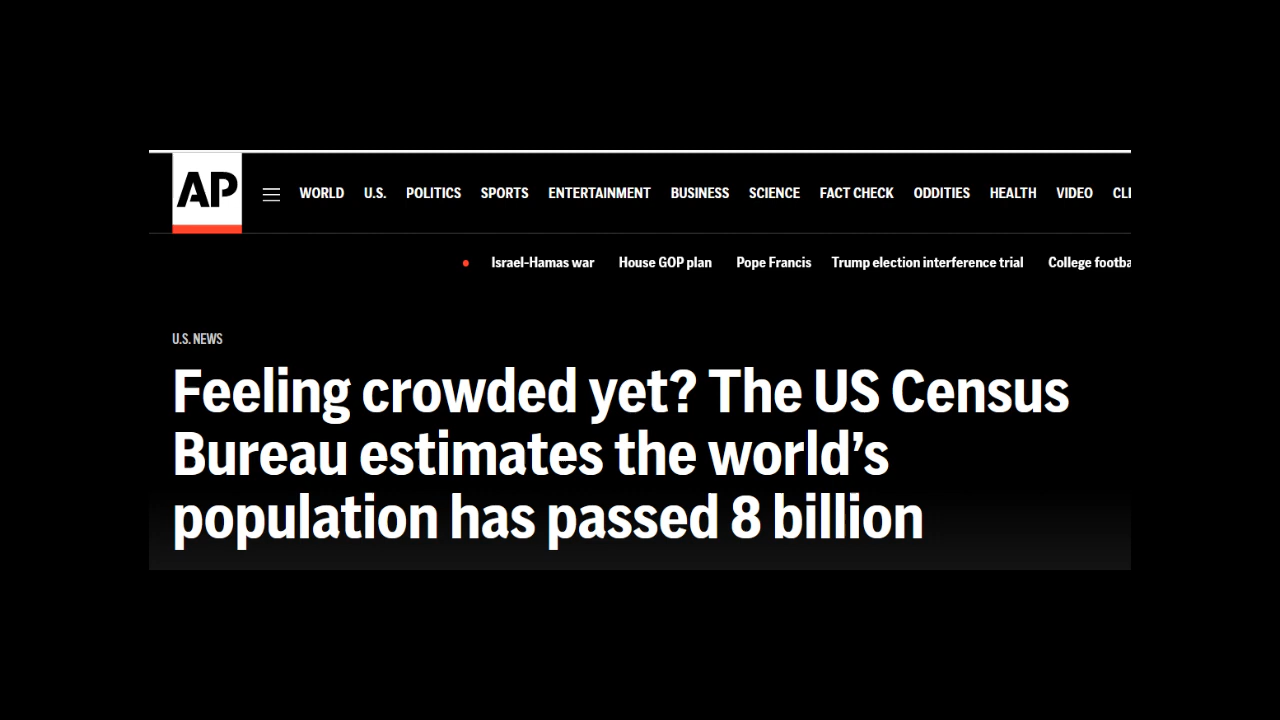 AP
WORLD U.S. POLITICS SPORTS ENTERTAINMENT BUSINESS SCIENCE FACT CHECK ODDITIES HEALTH VIDEO
Israel-Hamas war House GOP plan Pope Francis Trump election interference trial College
U.S. NEWS
Feeling crowded yet? The US Census
Bureau estimates the world’s
population has passed 8 billion